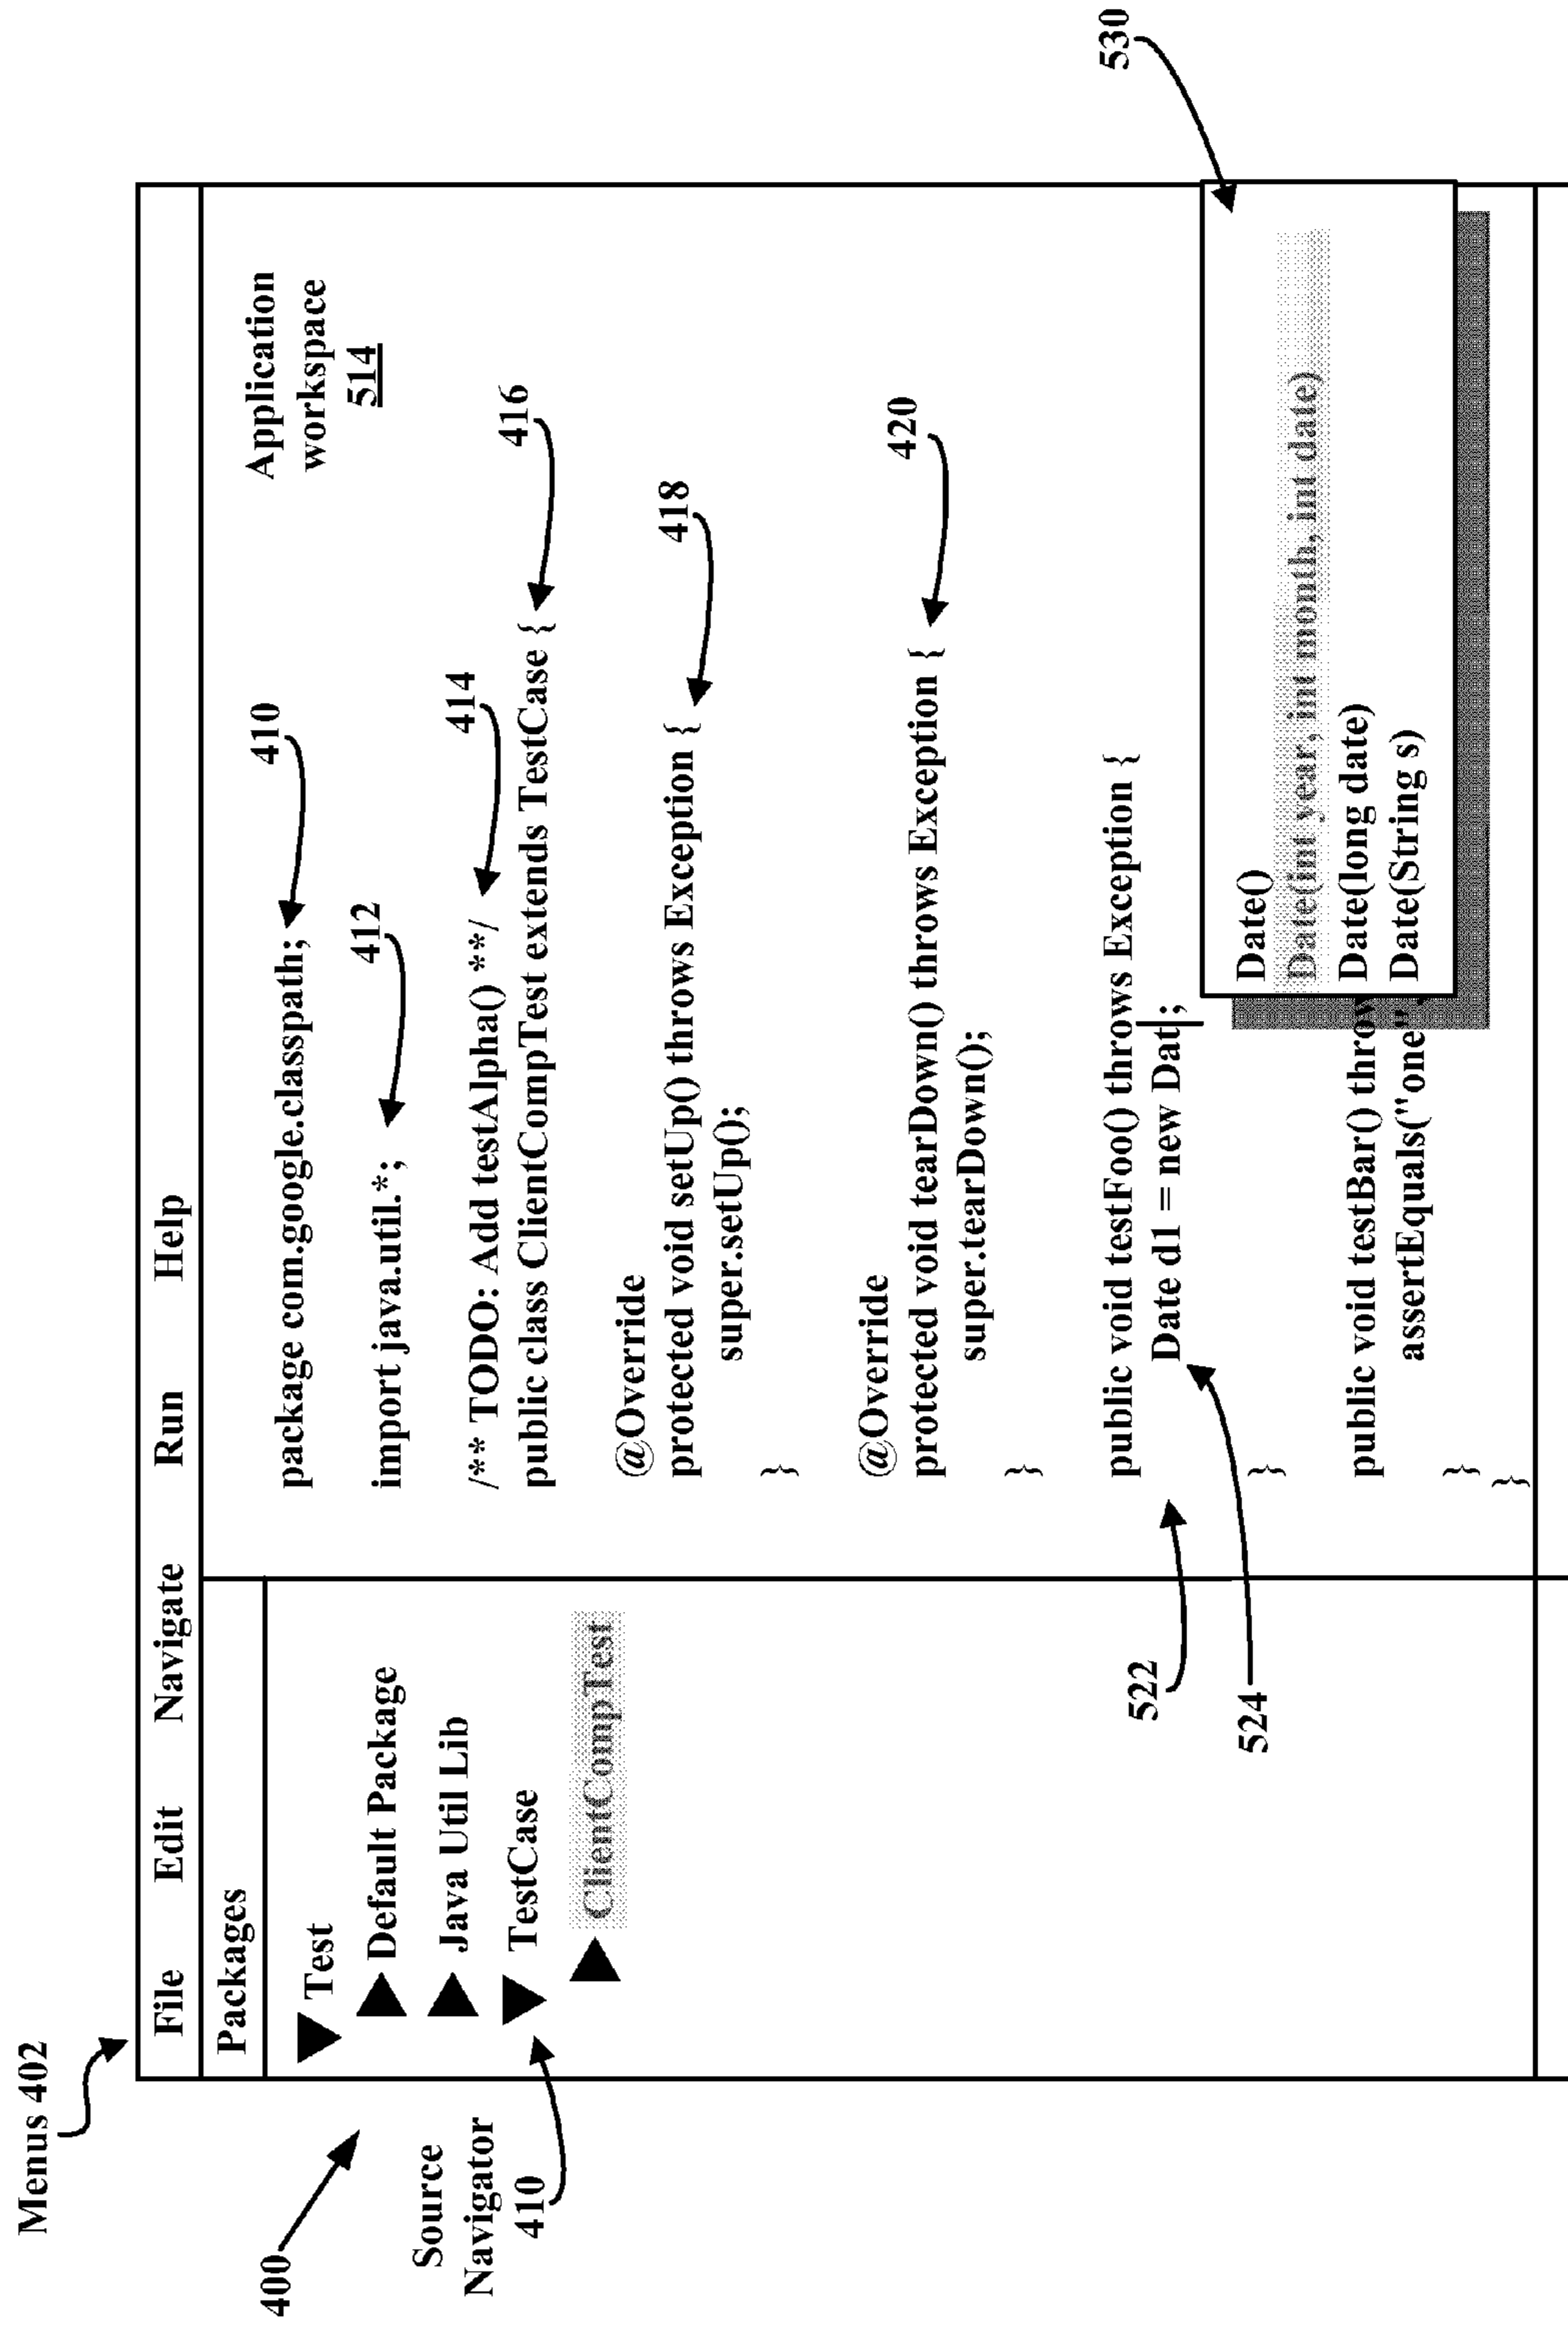 Menus 402
400
File Edit Navigate Run Help
Packages
Test
Default Package
Java Util Lib
TestCase
ClientCompTest
Source
Navigator
410
Application
workspace
514
package com.google.classpath;
410
import java.util.*;
412
/** TODO: Add testAlpha() **/
414
public class ClientCompTest extends TestCase {
416
@Override
protected void setUp() throws Exception {
418
super.setUp();
}
@Override
protected void tearDown() throws Exception {
420
super.tearDown();
}
public void testFoo() throws Exception {
522
Date d1 = new Dat;
524
}
530
Date()
Date(int year, int month, int date)
Date(long date)
Date(String s)
public void testBar() throw
assertEquals("one"
}
}